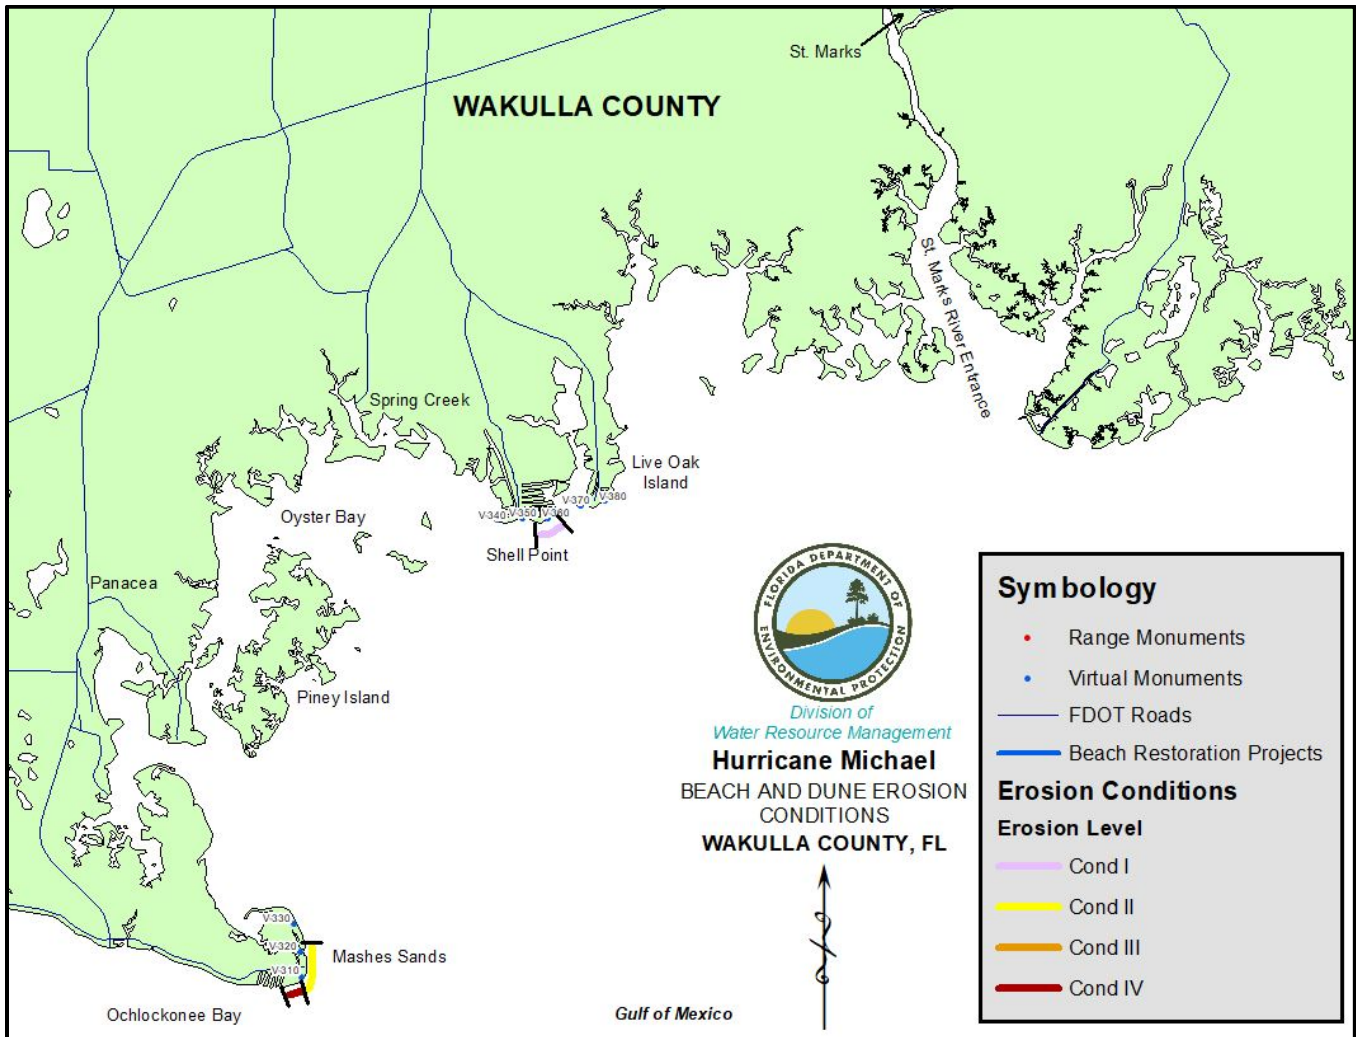 St. Marks
WAKULLA COUNTY
St. Marks River Entrance
Spring Creek
Live Oak
Island
V-370
V-380
V-340
V-350
V-360
Oyster Bay
Shell Point
Panacea
Piney Island
FLORIDA DEPARTMENT OF
ENVIRONMENTAL PROTECTION
Division of
Water Resource Management
Hurricane Michael
BEACH AND DUNE EROSION
CONDITIONS
WAKULLA COUNTY, FL
Symbology
Range Monuments
Virtual Monuments
FDOT Roads
Beach Restoration Projects
Erosion Conditions
Erosion Level
Cond I
Cond II
Cond III
Cond IV
V-330
V-320
V-310
Mashes Sands
Ochlockonee Bay
Gulf of Mexico